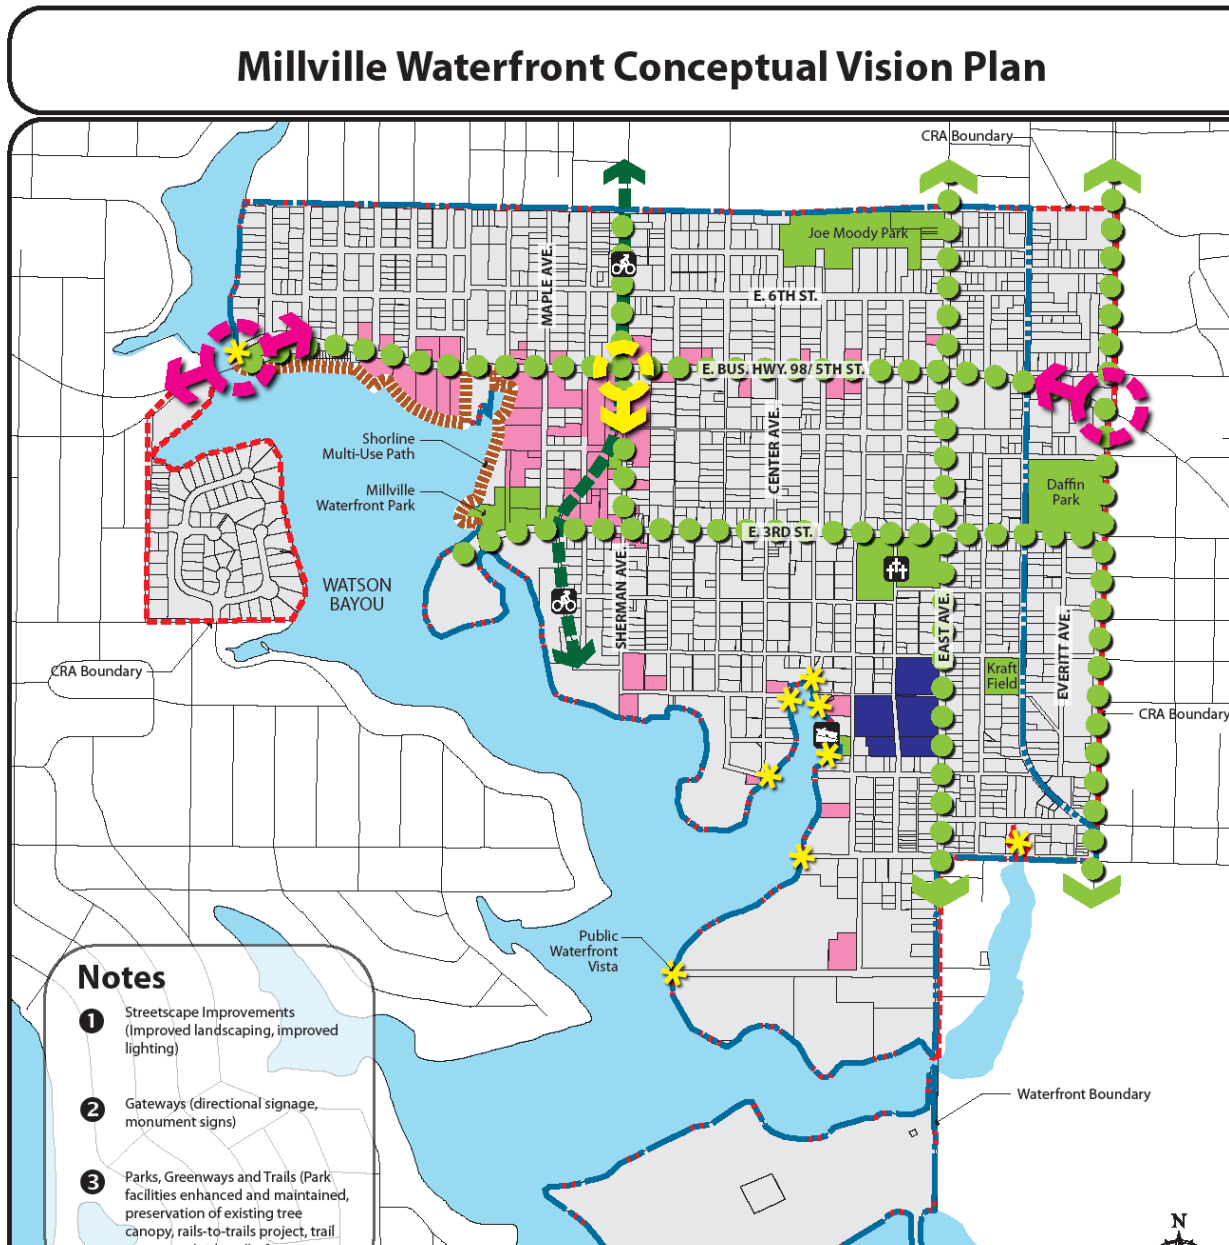 Millville Waterfront Conceptual Vision Plan
CRA Boundary
Joe Moody Park
MAPLE AVE.
E. 6TH ST.
E. BUS. HWY. 98/ 5TH ST.
CENTER AVE.
Shorline
Multi-Use Path
Millville
Waterfront Park
Daffin
Park
E. 3RD ST.
WATSON
BAYOU
SHERMAN AVE.
EAST AVE.
EVERITT AVE.
Kraft
Field
CRA Boundary
CRA Boundary
Public
Waterfront
Vista
Notes
1 Streetscape Improvements
(Improved landscaping, improved
lighting)
2 Gateways (directional signage,
monument signs)
3 Parks, Greenways and Trails (Park
facilities enhanced and maintained,
preservation of existing tree
canopy, rails-to-trails project, trail
Waterfront Boundary
N